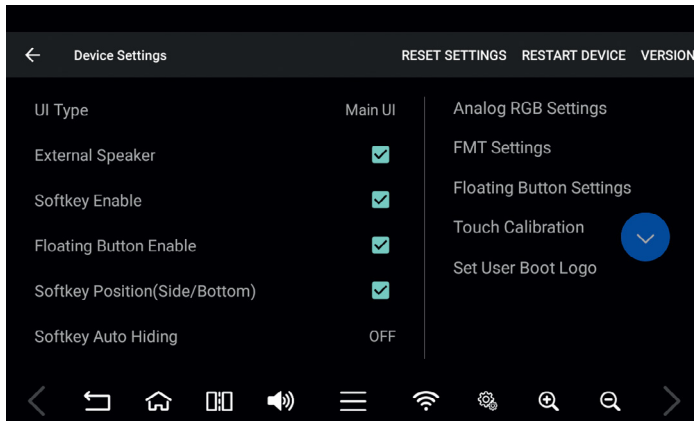 Device Settings
RESET SETTINGS
RESTART DEVICE
VERSION
UI Type
Main UI
External Speaker
Softkey Enable
Floating Button Enable
Softkey Position(Side/Bottom)
Softkey Auto Hiding
OFF
Analog RGB Settings
FMT Settings
Floating Button Settings
Touch Calibration
Set User Boot Logo